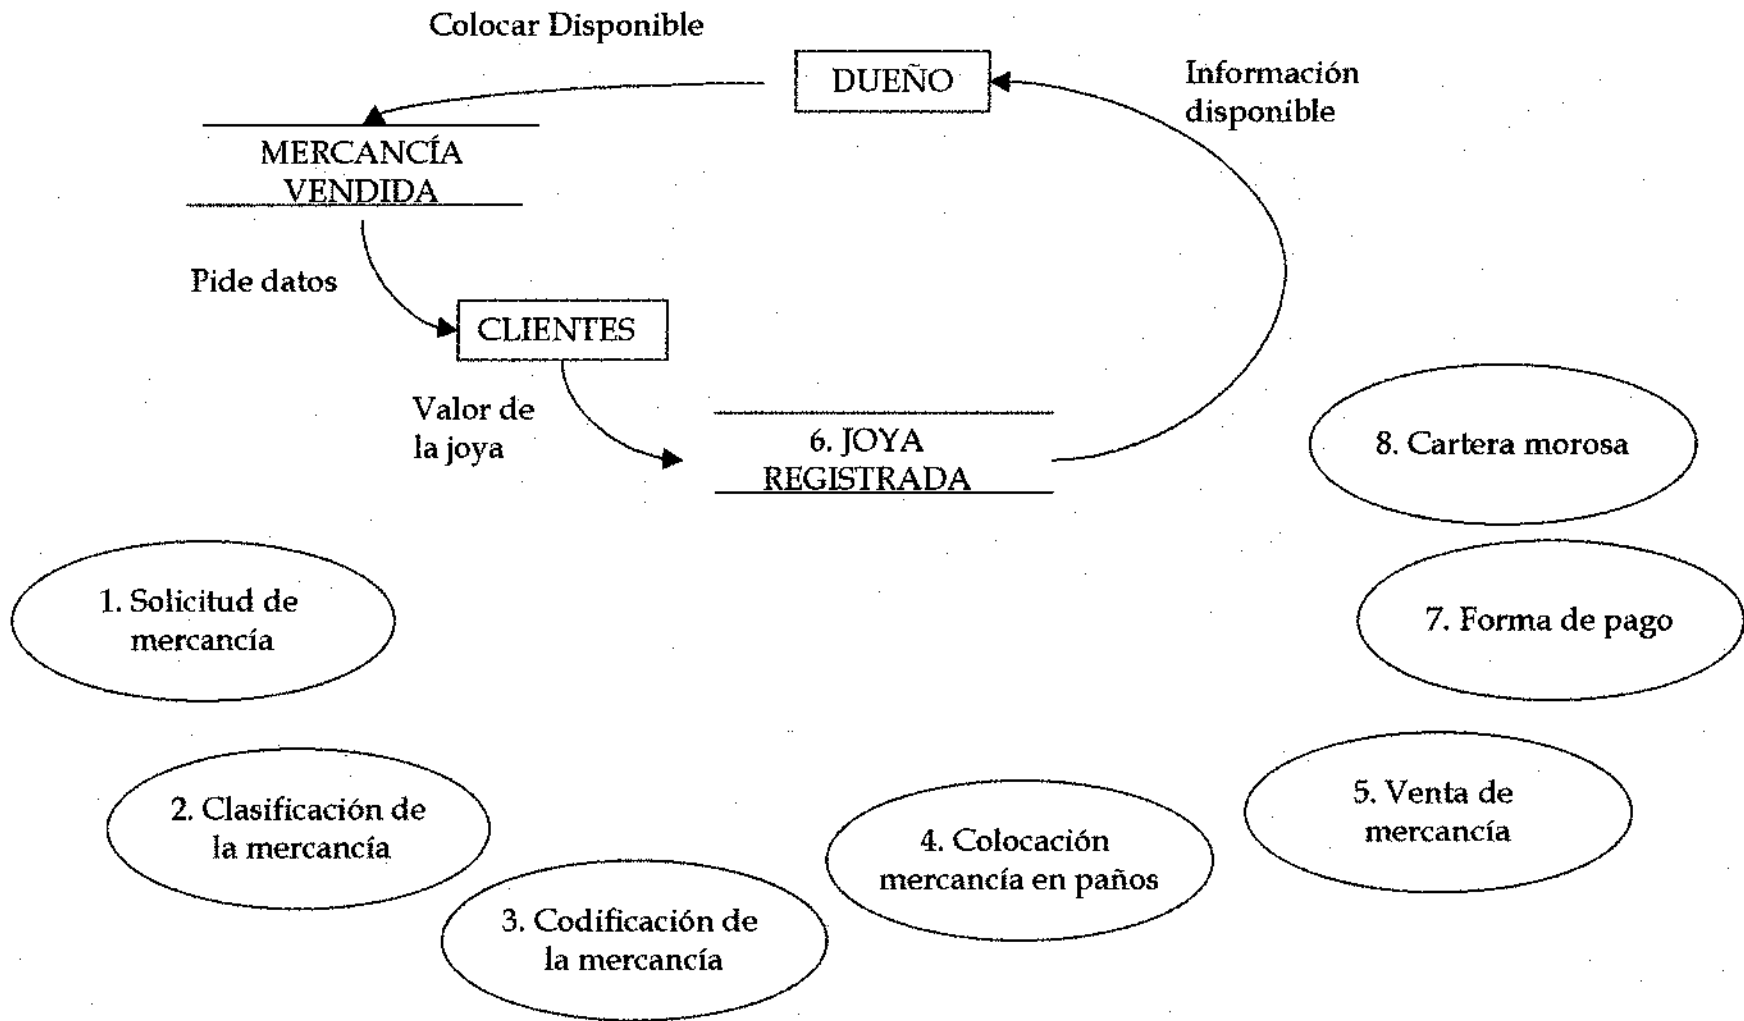 Colocar Disponible
DUEÑO
Información
disponible
MERCANCÍA
VENDIDA
Pide datos
CLIENTES
Valor de
la joya
6. JOYA
REGISTRADA
8. Cartera morosa
1. Solicitud de
mercancía
7. Forma de pago
2. Clasificación de
la mercancía
5. Venta de
mercancía
4. Colocación
mercancía en paños
3. Codificación de
la mercancía